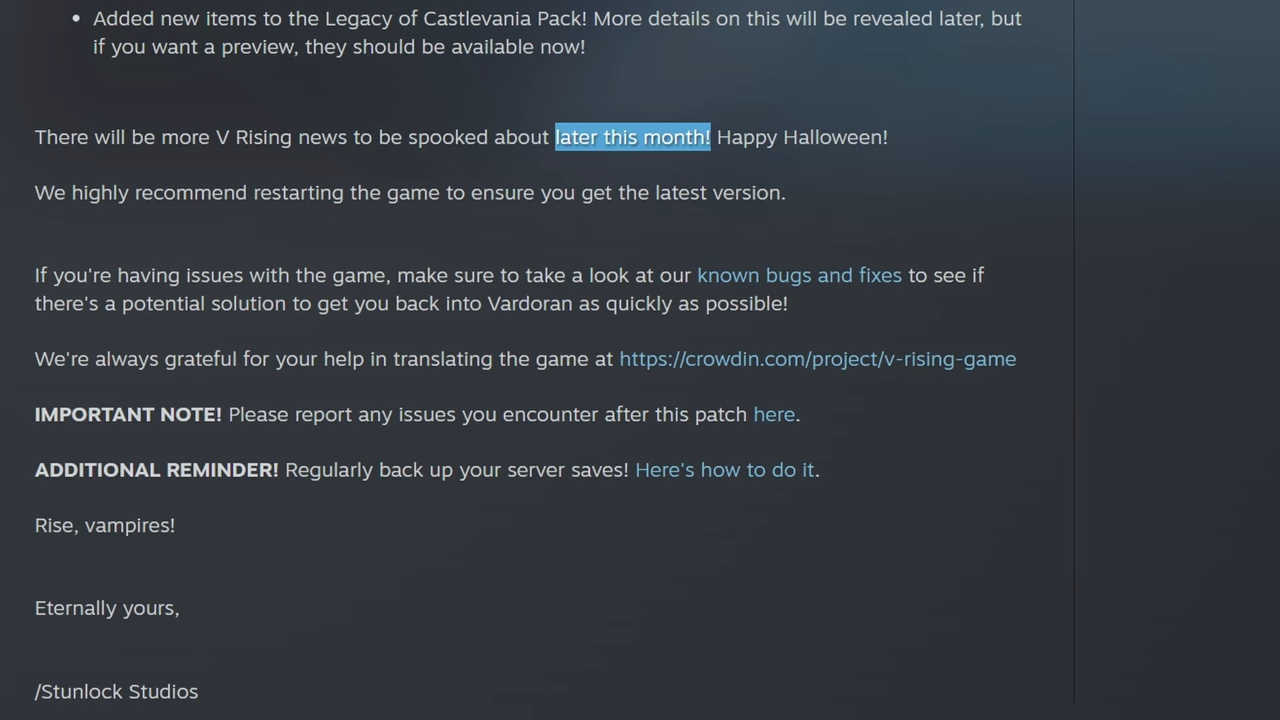 • Added new items to the Legacy of Castlevania Pack! More details on this will be revealed later, but
if you want a preview, they should be available now!
There will be more V Rising news to be spooked about later this month! Happy Halloween!
We highly recommend restarting the game to ensure you get the latest version.
If you're having issues with the game, make sure to take a look at our known bugs and fixes to see if
there's a potential solution to get you back into Vardoran as quickly as possible!
We're always grateful for your help in translating the game at https://crowdin.com/project/v-rising-game
IMPORTANT NOTE! Please report any issues you encounter after this patch here.
ADDITIONAL REMINDER! Regularly back up your server saves! Here's how to do it.
Rise, vampires!
Eternally yours,
/Stunlock Studios